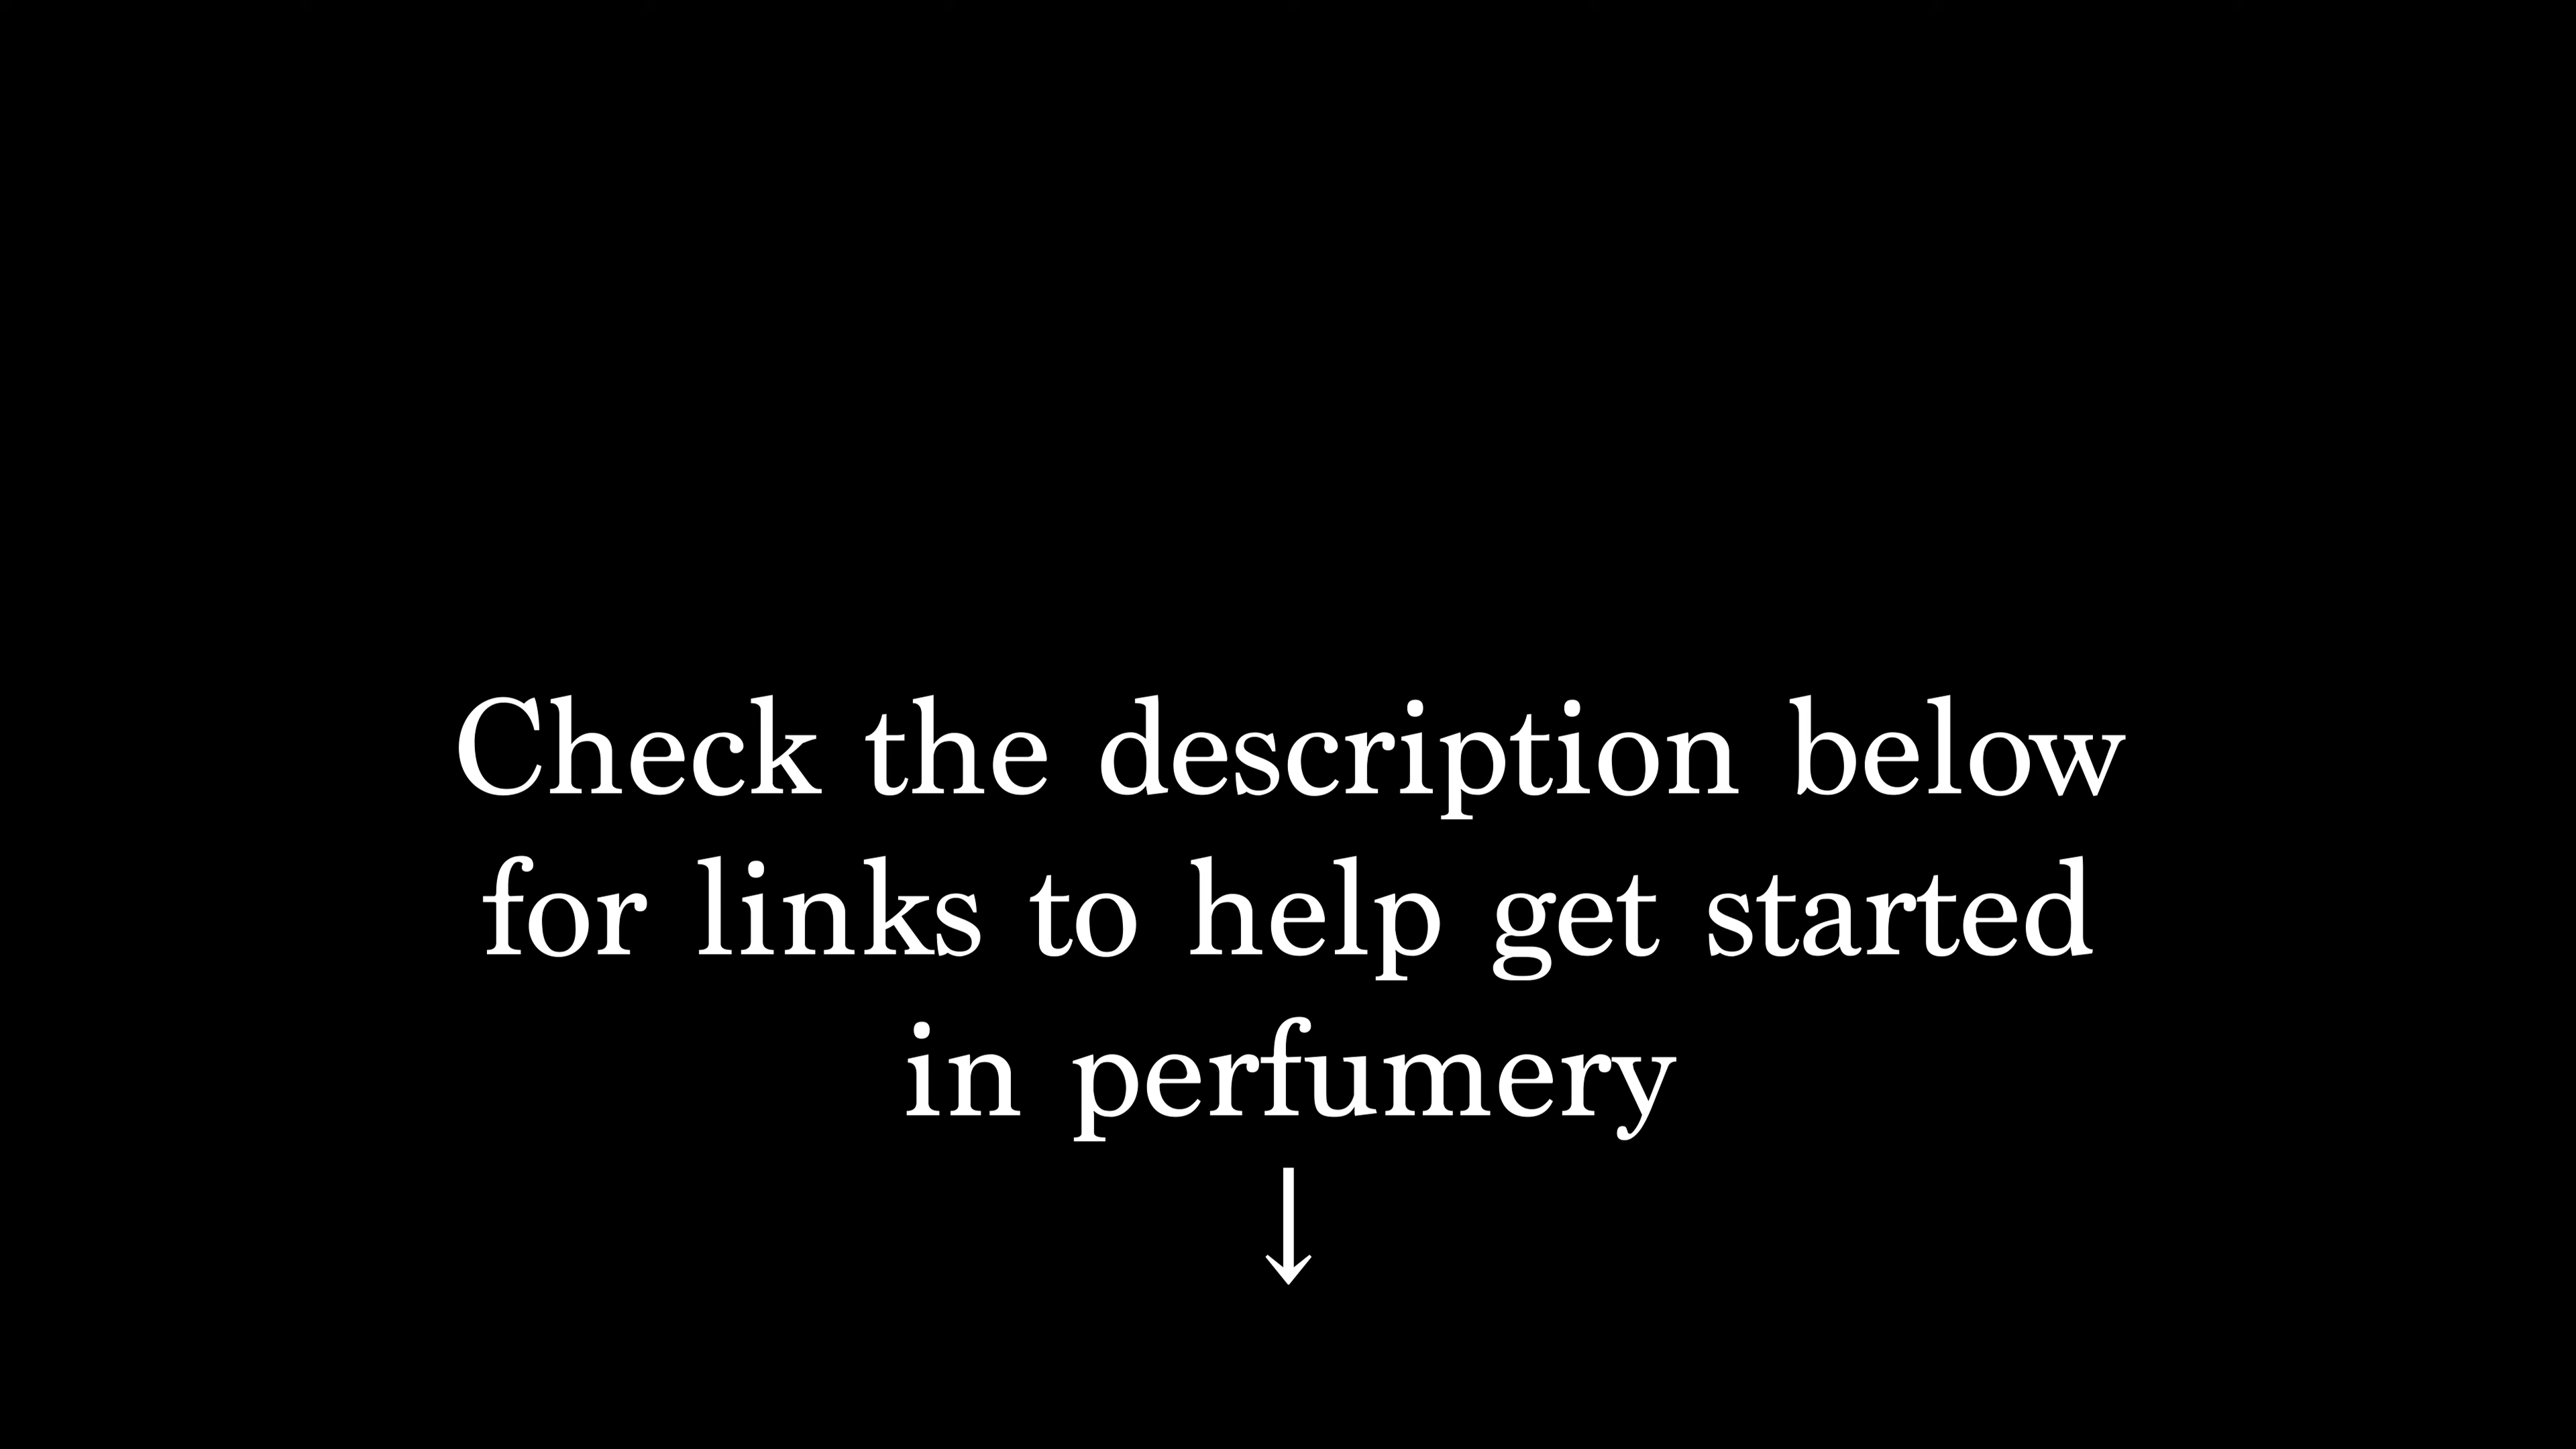 Check the description below
for links to help get started
in perfumery
↓